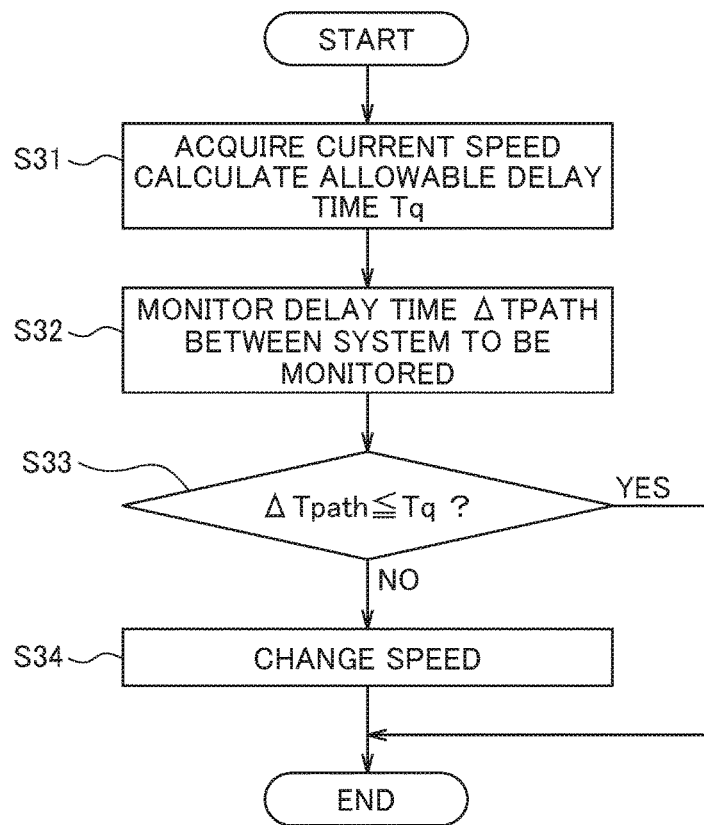 START
S31
ACQUIRE CURRENT SPEED
CALCULATE ALLOWABLE DELAY
TIME Tq
S32
MONITOR DELAY TIME ΔTPATH
BETWEEN SYSTEM TO BE
MONITORED
S33
ΔTpath≦Tq ?
YES
NO
S34
CHANGE SPEED
END